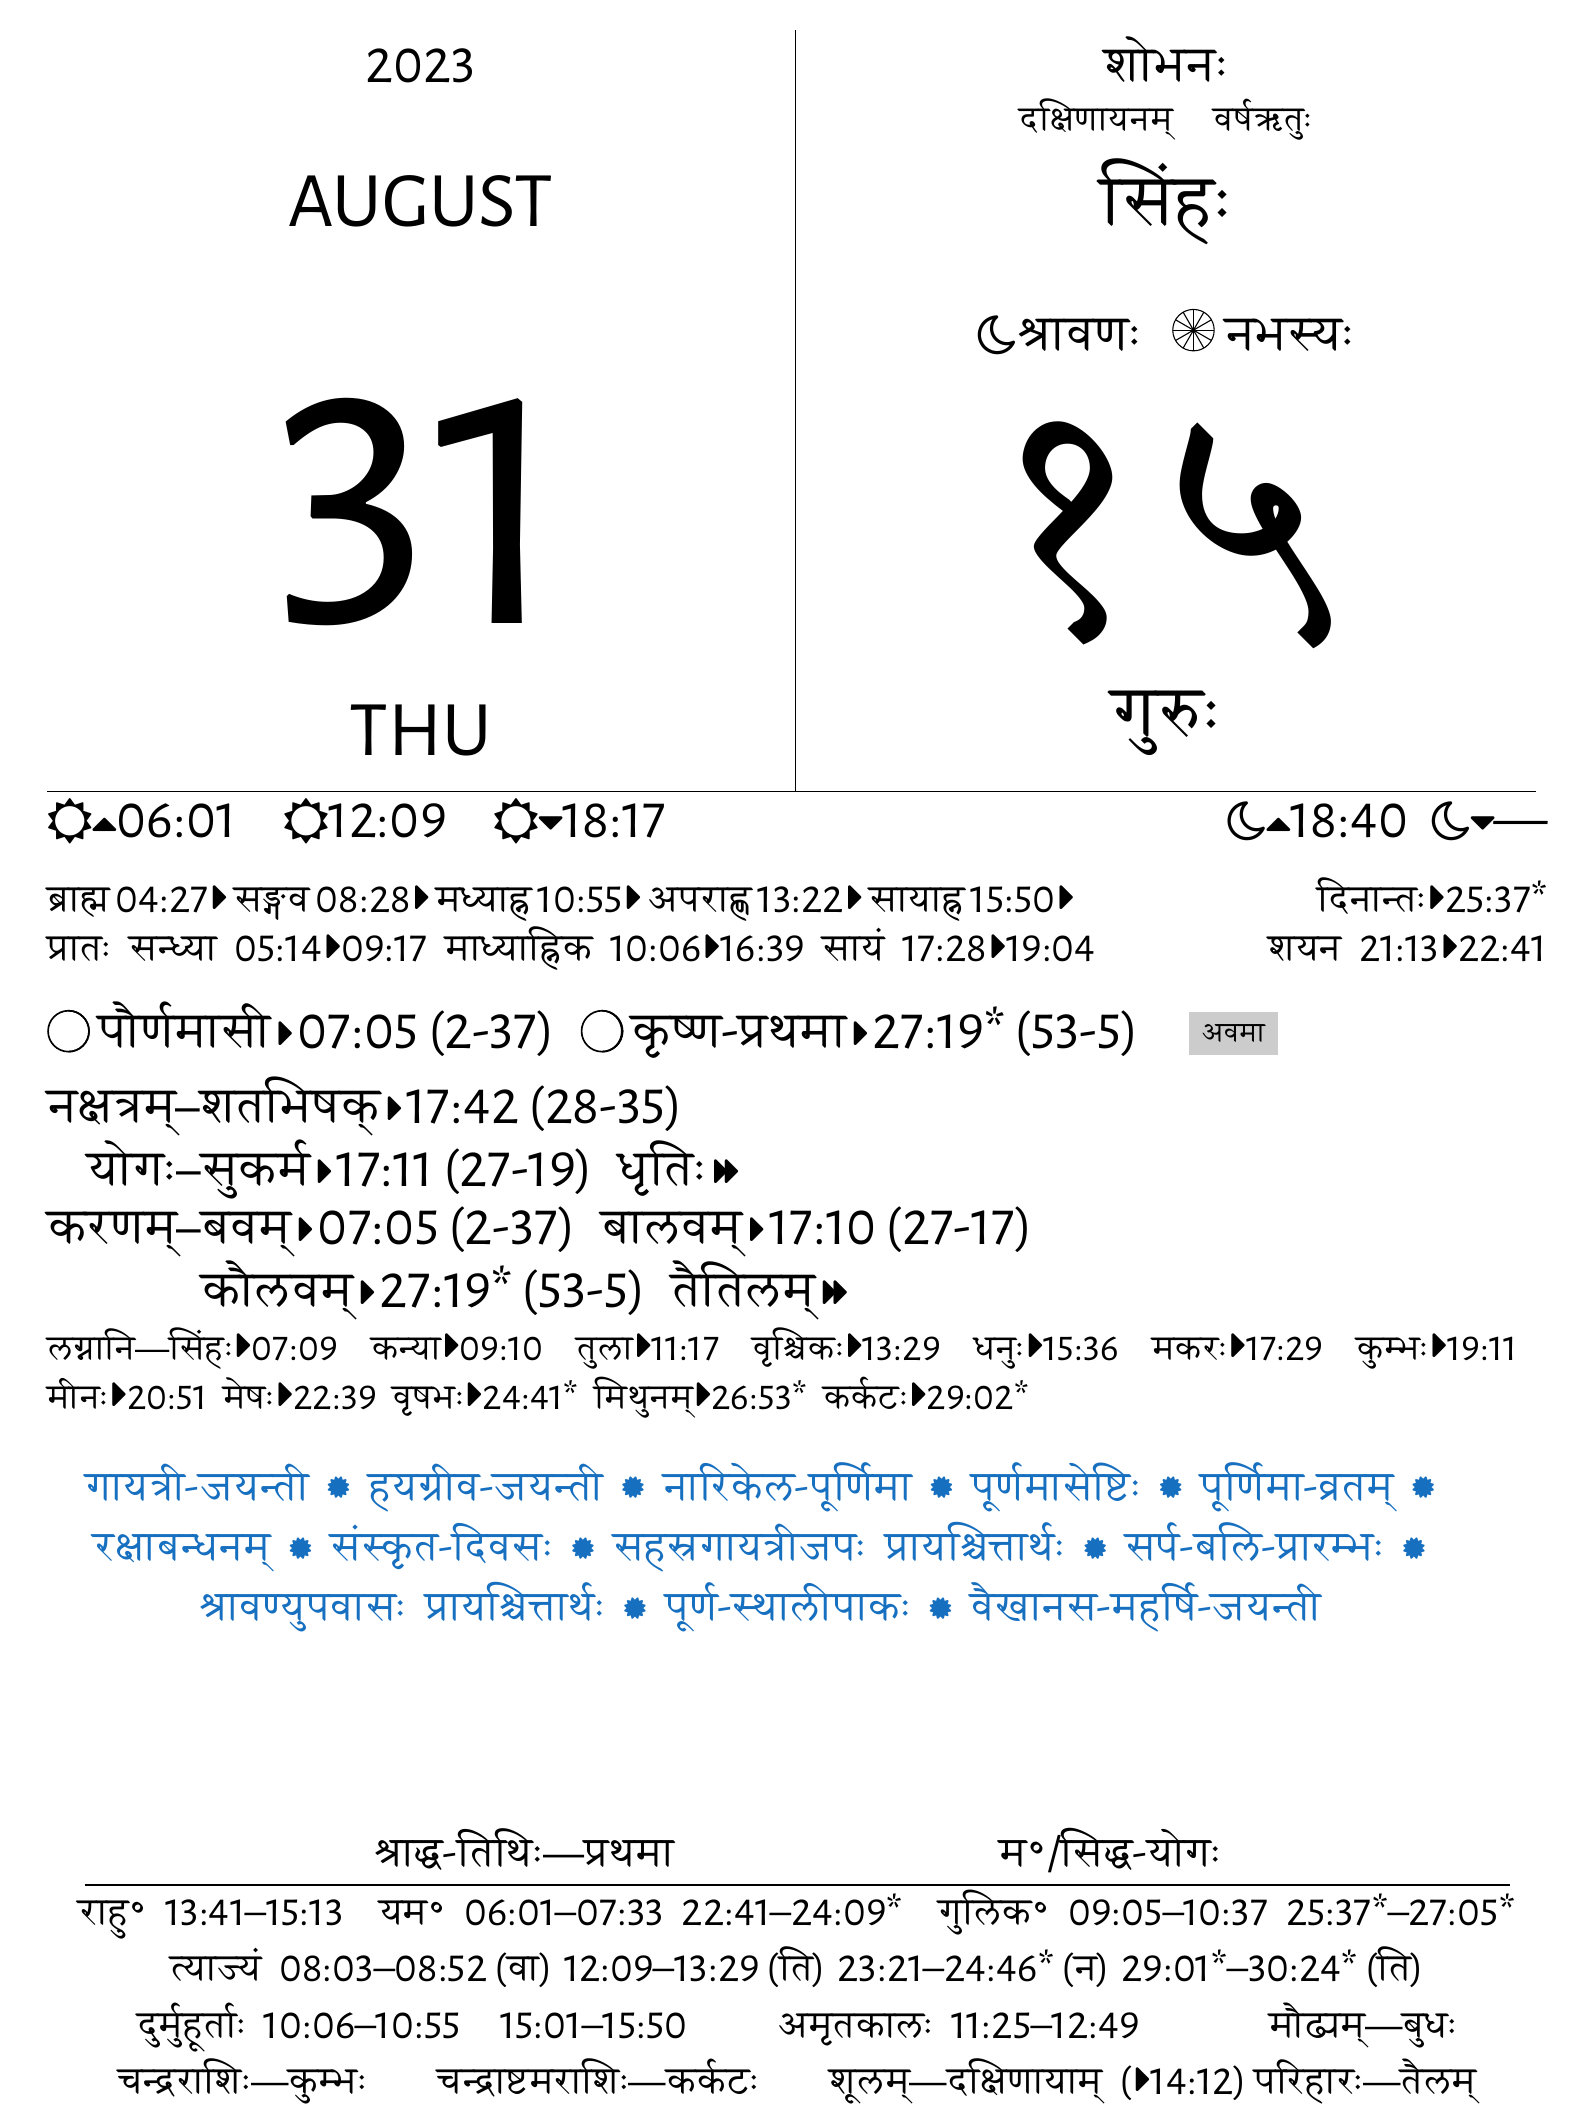 2023
AUGUST
31
THU
शोभनः
दक्षिणायनम् वर्षऋतुः
सिंहः
श्रावणः नभस्यः
१५
गुरुः
06:01 12:09 18:17 18:40 —
ब्राह्म 04:27 सङ्गव 08:28 मध्याह्न 10:55 अपराह्ण 13:22 सायाह्न 15:50 दिनान्तः 25:37*
प्रातः सन्ध्या 05:14 09:17 माध्याह्निक 10:06 16:39 सायं 17:28 19:04 शयन 21:13 22:41
पौर्णमासी 07:05 (2-37) कृष्ण-प्रथमा 27:19* (53-5) अवमा
नक्षत्रम्–शतभिषक् 17:42 (28-35)
योगः–सुकर्म 17:11 (27-19) धृतिः
करणम्–बवम् 07:05 (2-37) बालवम् 17:10 (27-17)
कौलवम् 27:19* (53-5) तैतिलम्
लग्नानि—सिंहः 07:09 कन्या 09:10 तुला 11:17 वृश्चिकः 13:29 धनुः 15:36 मकरः 17:29 कुम्भः 19:11
मीनः 20:51 मेषः 22:39 वृषभः 24:41* मिथुनम् 26:53* कर्कटः 29:02*
गायत्री-जयन्ती ✹ हयग्रीव-जयन्ती ✹ नारिकेल-पूर्णिमा ✹ पूर्णमासेष्टिः ✹ पूर्णिमा-व्रतम् ✹
रक्षाबन्धनम् ✹ संस्कृत-दिवसः ✹ सहस्रगायत्रीजपः प्रायश्चित्तार्थः ✹ सर्प-बलि-प्रारम्भः ✹
श्रावण्युपवासः प्रायश्चित्तार्थः ✹ पूर्ण-स्थालीपाकः ✹ वैखानस-महर्षि-जयन्ती
श्राद्ध-तिथिः—प्रथमा म॰/सिद्ध-योगः
राहु॰ 13:41–15:13 यम॰ 06:01–07:33 22:41–24:09* गुलिक॰ 09:05–10:37 25:37*–27:05*
त्याज्यं 08:03–08:52 (वा) 12:09–13:29 (ति) 23:21–24:46* (न) 29:01*–30:24* (ति)
दुर्मुहूर्ताः 10:06–10:55 15:01–15:50 अमृतकालः 11:25–12:49 मौढ्यम्—बुधः
चन्द्रराशिः—कुम्भः चन्द्राष्टमराशिः—कर्कटः शूलम्—दक्षिणायाम् (14:12) परिहारः—तैलम्